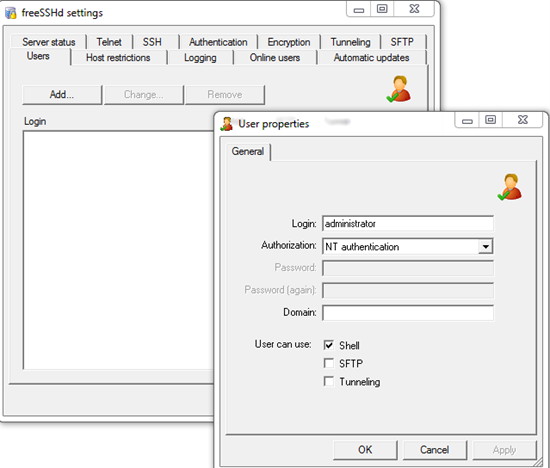 freeSSHd settings
Server status Telnet SSH Authentication Encryption Tunneling SFTP
Users Host restrictions Logging Online users Automatic updates
Add... Change... Remove
Login
User properties
General
Login: administrator
Authorization: NT authentication
Password:
Password (again):
Domain:
User can use: Shell
SFTP
Tunneling
OK Cancel Apply